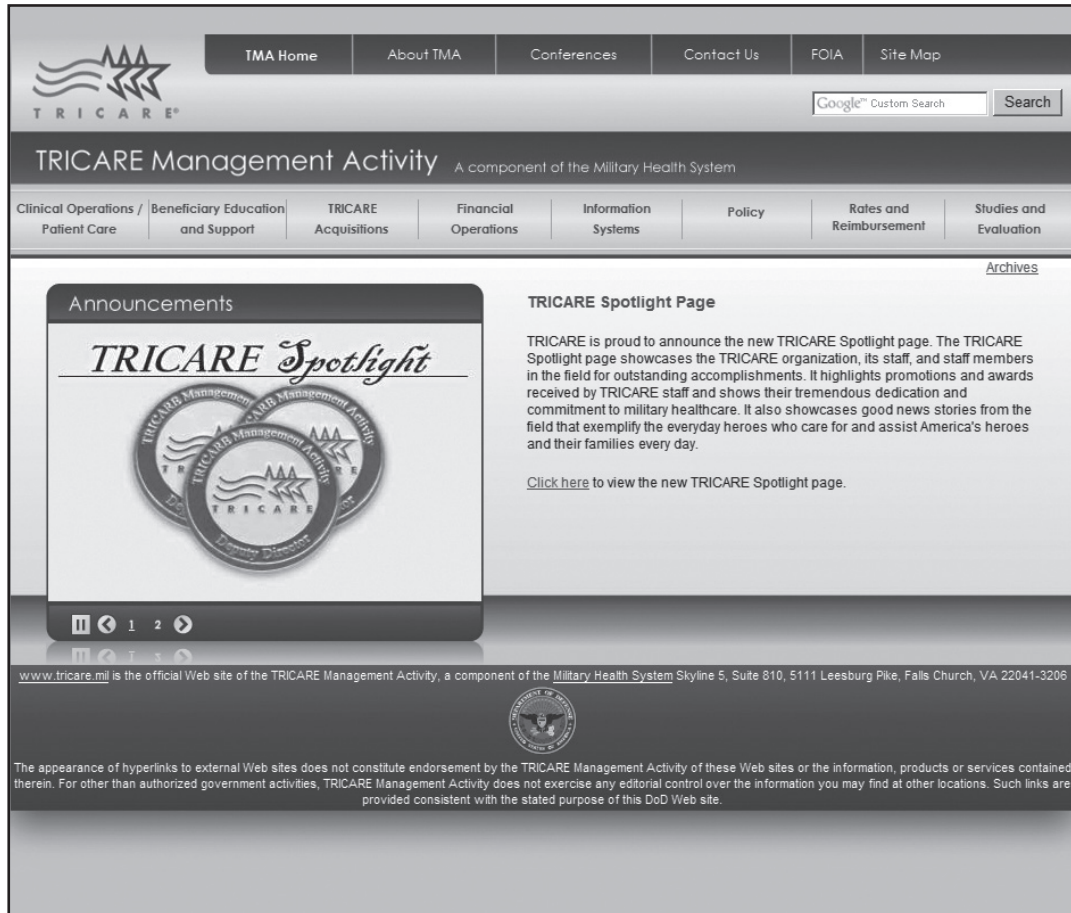 TRICARE®
TMA Home
About TMA
Conferences
Contact Us
FOIA
Site Map
Google™ Custom Search
Search
TRICARE Management Activity A component of the Military Health System
Clinical Operations /
Patient Care
Beneficiary Education
and Support
TRICARE
Acquisitions
Financial
Operations
Information
Systems
Policy
Rates and
Reimbursement
Studies and
Evaluation
Archives
Announcements
TRICARE Spotlight
TRICARE Management Activity
TRICARE
Deputy Director
1 2
TRICARE Spotlight Page
TRICARE is proud to announce the new TRICARE Spotlight page. The TRICARE
Spotlight page showcases the TRICARE organization, its staff, and staff members
in the field for outstanding accomplishments. It highlights promotions and awards
received by TRICARE staff and shows their tremendous dedication and
commitment to military healthcare. It also showcases good news stories from the
field that exemplify the everyday heroes who care for and assist America's heroes
and their families every day.
Click here to view the new TRICARE Spotlight page.
www.tricare.mil is the official Web site of the TRICARE Management Activity, a component of the Military Health System Skyline 5, Suite 810, 5111 Leesburg Pike, Falls Church, VA 22041-3206
DEPARTMENT OF DEFENSE
UNITED STATES OF AMERICA
The appearance of hyperlinks to external Web sites does not constitute endorsement by the TRICARE Management Activity of these Web sites or the information, products or services contained
therein. For other than authorized government activities, TRICARE Management Activity does not exercise any editorial control over the information you may find at other locations. Such links are
provided consistent with the stated purpose of this DoD Web site.